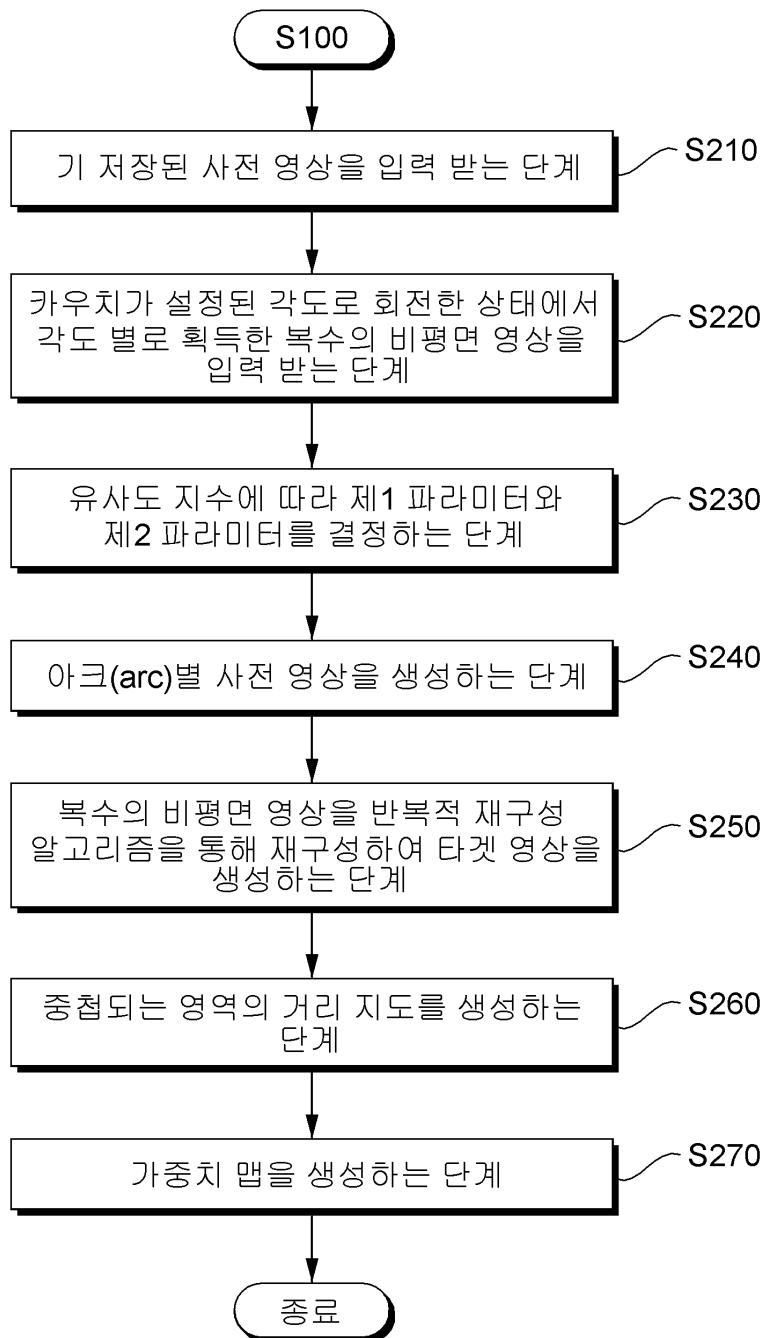 S100
기 저장된 사전 영상을 입력 받는 단계
S210
카우치가 설정된 각도로 회전한 상태에서
각도 별로 획득한 복수의 비평면 영상을
입력 받는 단계
S220
유사도 지수에 따라 제1 파라미터와
제2 파라미터를 결정하는 단계
S230
아크(arc)별 사전 영상을 생성하는 단계
S240
복수의 비평면 영상을 반복적 재구성
알고리즘을 통해 재구성하여 타겟 영상을
생성하는 단계
S250
중첩되는 영역의 거리 지도를 생성하는
단계
S260
가중치 맵을 생성하는 단계
S270
종료